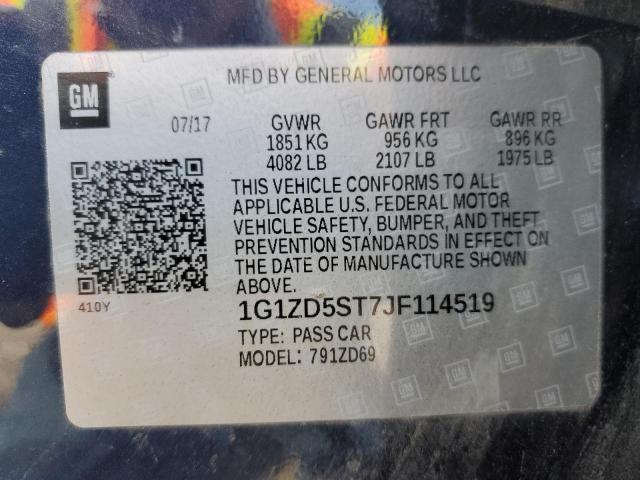 GM
MFD BY GENERAL MOTORS LLC
07/17 GVWR GAWR FRT GAWR RR
1851 KG 956 KG 896 KG
4082 LB 2107 LB 1975 LB
THIS VEHICLE CONFORMS TO ALL
APPLICABLE U.S. FEDERAL MOTOR
VEHICLE SAFETY, BUMPER, AND THEFT
PREVENTION STANDARDS IN EFFECT ON
THE DATE OF MANUFACTURE SHOWN
ABOVE.
410Y
1G1ZD5ST7JF114519
TYPE: PASS CAR
MODEL: 791ZD69